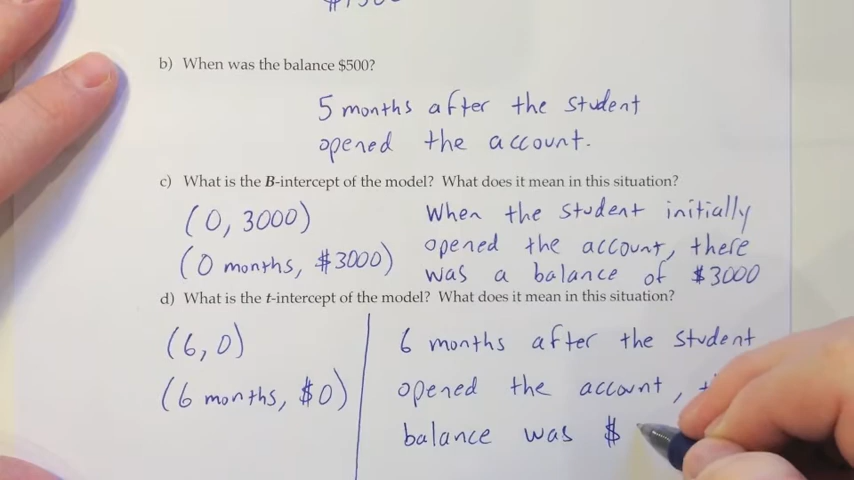 b) When was the balance $500?
5 months after the student
opened the account.
c) What is the B-intercept of the model? What does it mean in this situation?
(0, 3000)
(0 months, $3000)
When the student initially
opened the account, there
was a balance of $3000
d) What is the t-intercept of the model? What does it mean in this situation?
(6, 0)
(6 months, $0)
6 months after the student
opened the account,
balance was $